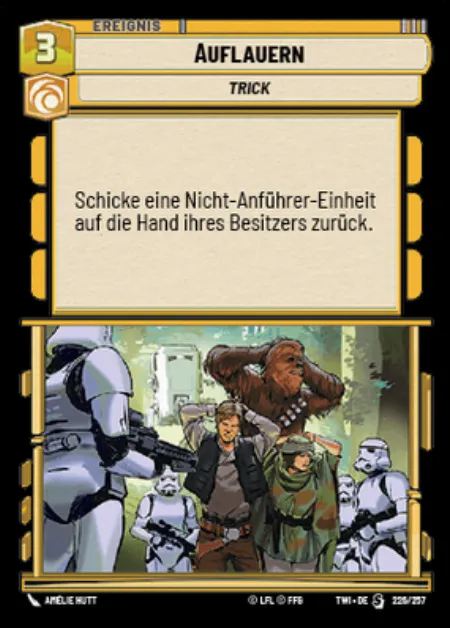 EREIGNIS
3
AUFLAUERN
TRICK
Schicke eine Nicht-Anführer-Einheit
auf die Hand ihres Besitzers zurück.
AMÉLIE HUTT
© LFL © FFG
TWI • DE
226/257